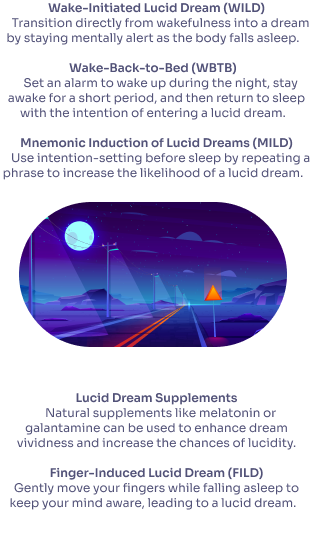 Wake-Initiated Lucid Dream (WILD)
Transition directly from wakefulness into a dream
by staying mentally alert as the body falls asleep.
Wake-Back-to-Bed (WBTB)
Set an alarm to wake up during the night, stay
awake for a short period, and then return to sleep
with the intention of entering a lucid dream.
Mnemonic Induction of Lucid Dreams (MILD)
Use intention-setting before sleep by repeating a
phrase to increase the likelihood of a lucid dream.
Lucid Dream Supplements
Natural supplements like melatonin or
galantamine can be used to enhance dream
vividness and increase the chances of lucidity.
Finger-Induced Lucid Dream (FILD)
Gently move your fingers while falling asleep to
keep your mind aware, leading to a lucid dream.